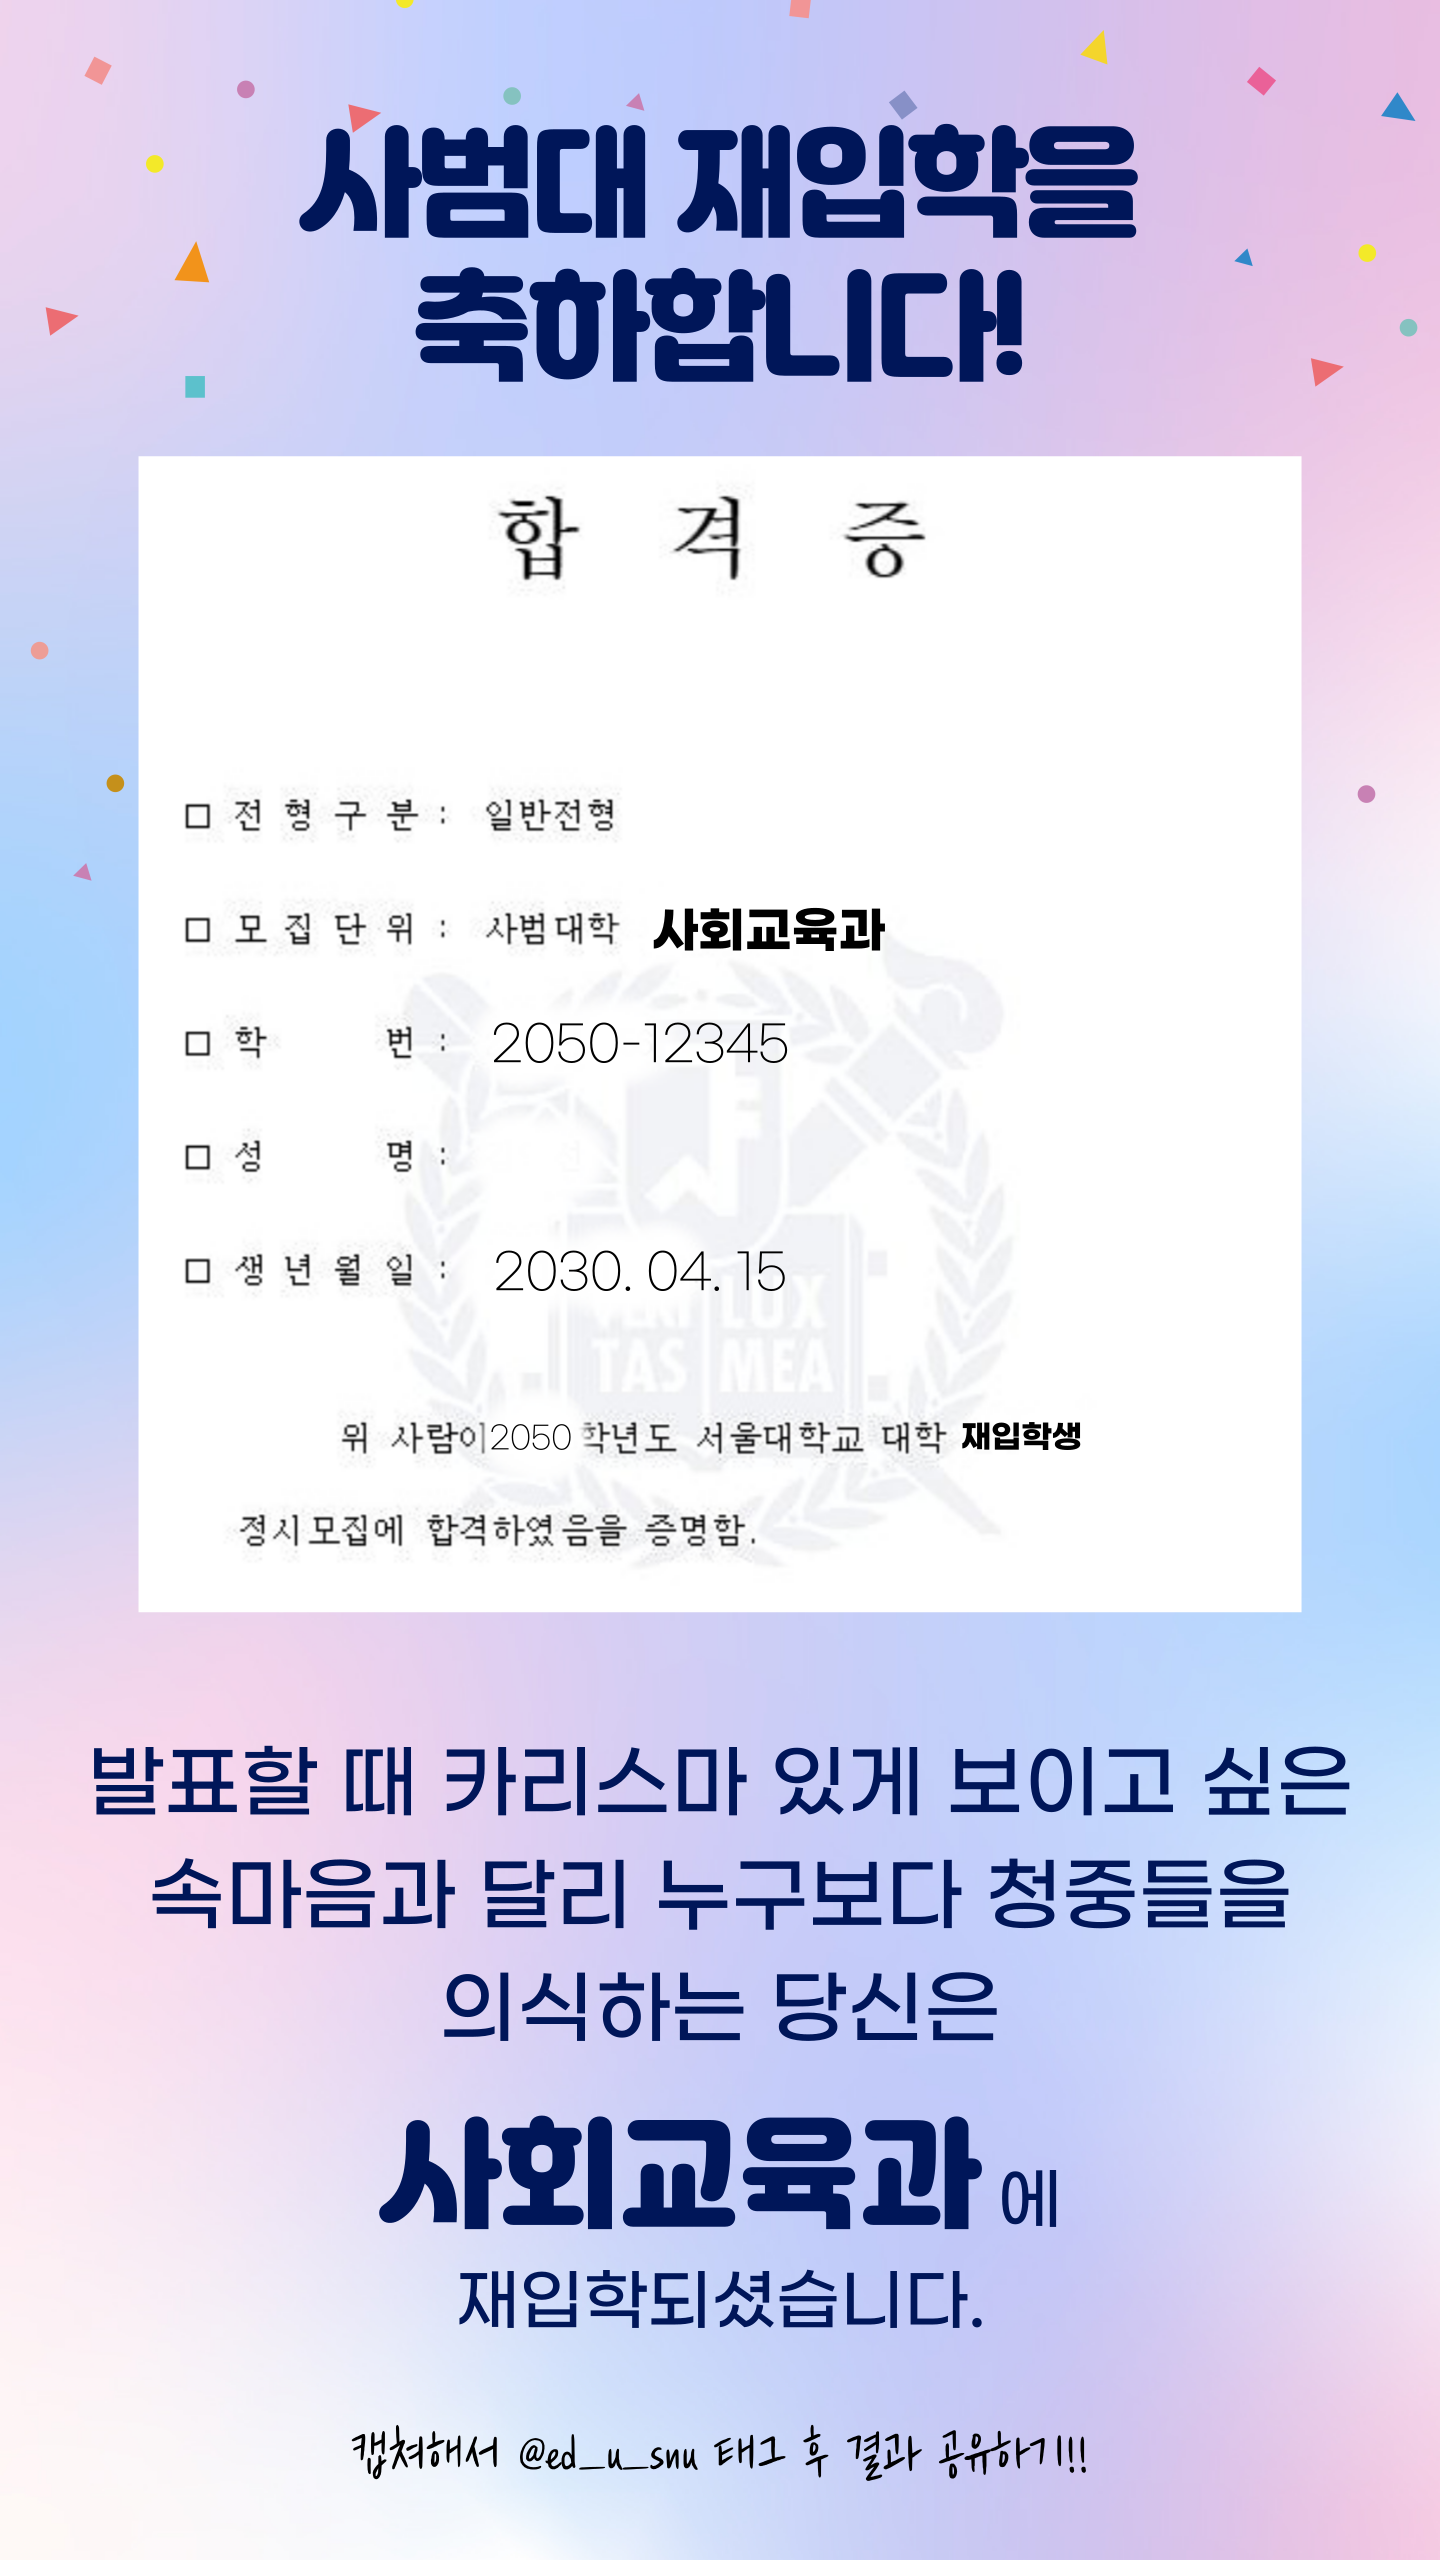 사범대 재입학을
축하합니다!
합 격 증
□ 전 형 구 분 : 일반전형
□ 모 집 단 위 : 사범대학 사회교육과
□ 학 번 : 2050-12345
□ 성 명 :
□ 생 년 월 일 : 2030. 04. 15
VERI LUX
TAS MEA
위 사람이 2050 학년도 서울대학교 대학 재입학생
정시모집에 합격하였음을 증명함.
발표할 때 카리스마 있게 보이고 싶은
속마음과 달리 누구보다 청중들을
의식하는 당신은
사회교육과 에
재입학되셨습니다.
캡쳐해서 @ed_u_snu 태그 후 결과 공유하기!!!